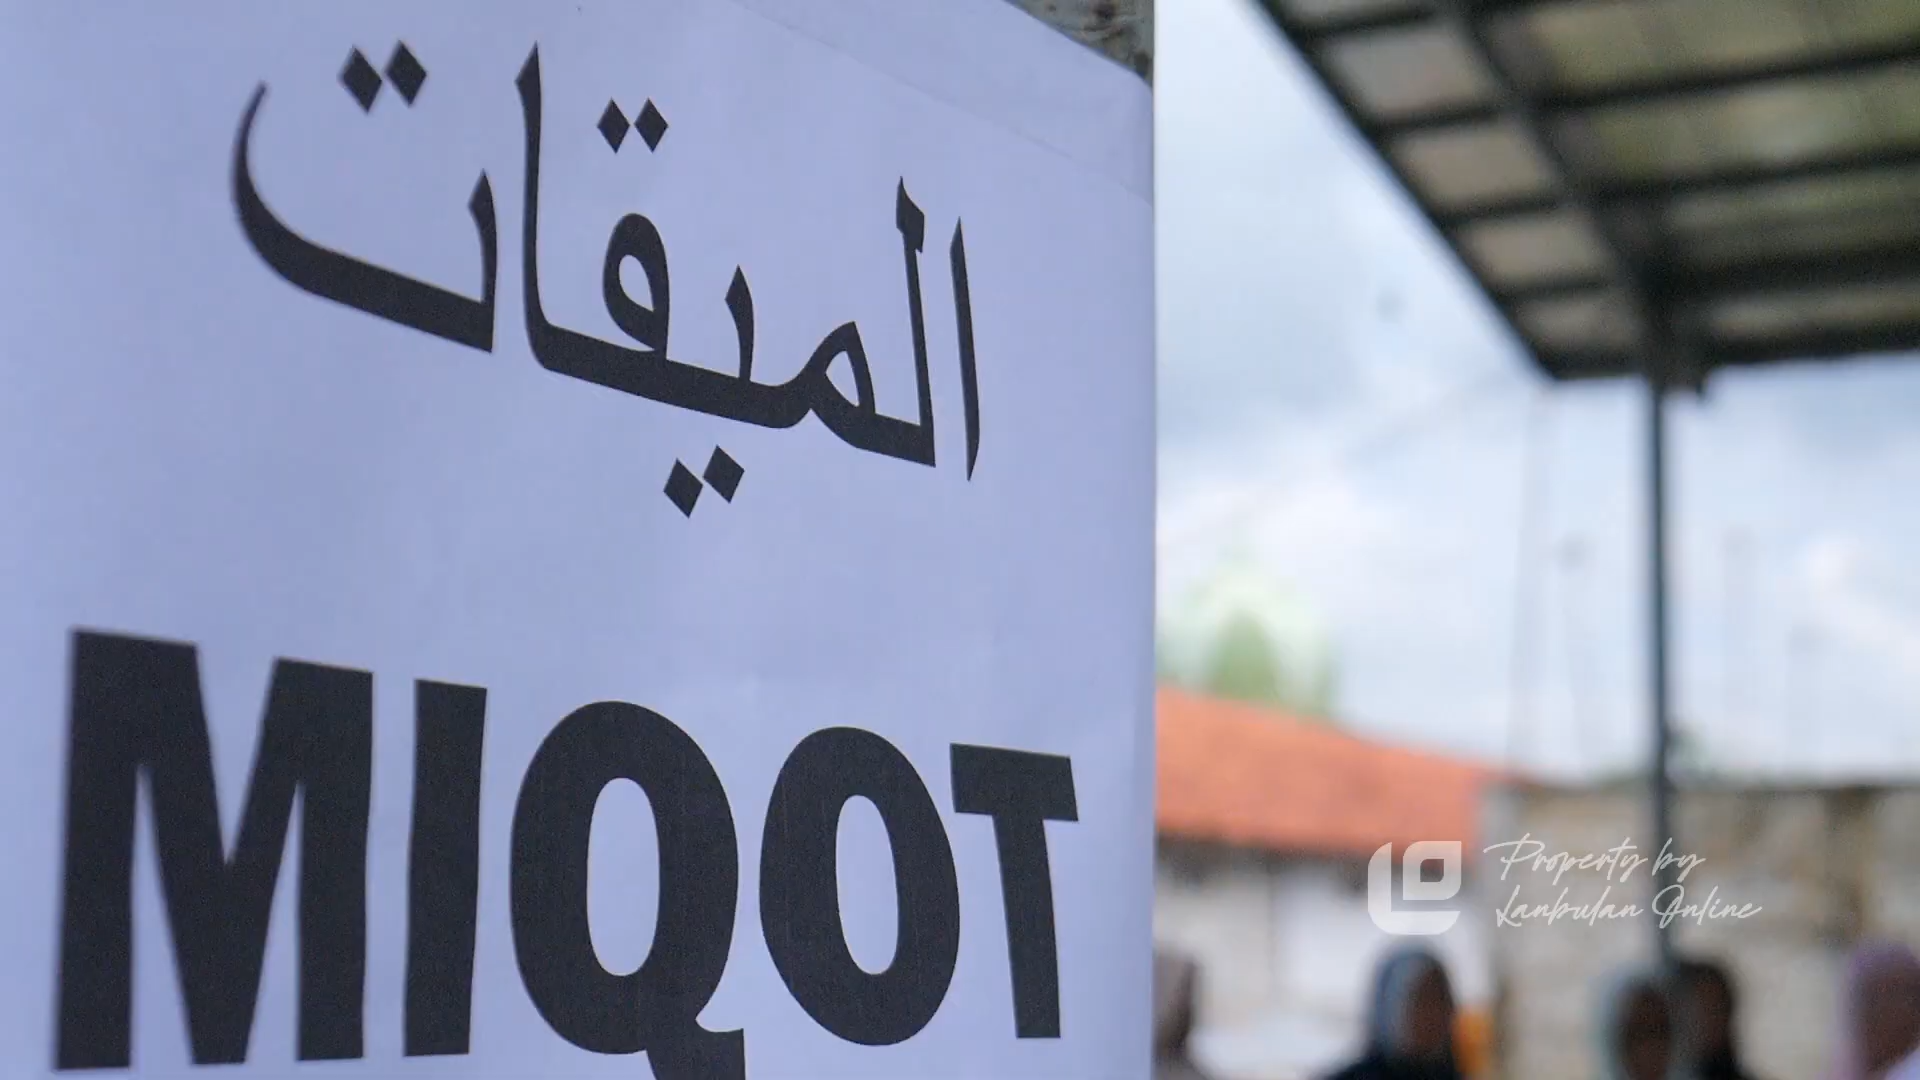 الميقات
MIQOT
Property by
Lanbulan Online